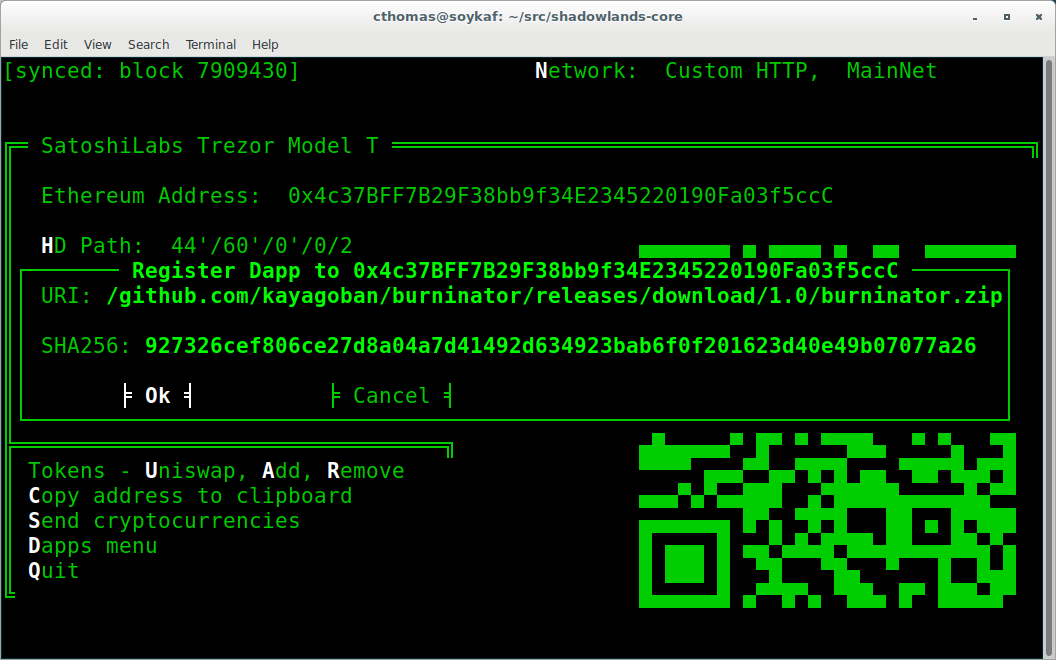 cthomas@soykaf: ~/src/shadowlands-core
File Edit View Search Terminal Help
[synced: block 7909430] Network: Custom HTTP, MainNet
SatoshiLabs Trezor Model T
Ethereum Address: 0x4c37BFF7B29F38bb9f34E2345220190Fa03f5ccC
HD Path: 44'/60'/0'/0/2
Register Dapp to 0x4c37BFF7B29F38bb9f34E2345220190Fa03f5ccC
URI: /github.com/kayagoban/burninator/releases/download/1.0/burninator.zip
SHA256: 927326cef806ce27d8a04a7d41492d634923bab6f0f201623d40e49b07077a26
Ok Cancel
Tokens - Uniswap, Add, Remove
Copy address to clipboard
Send cryptocurrencies
Dapps menu
Quit